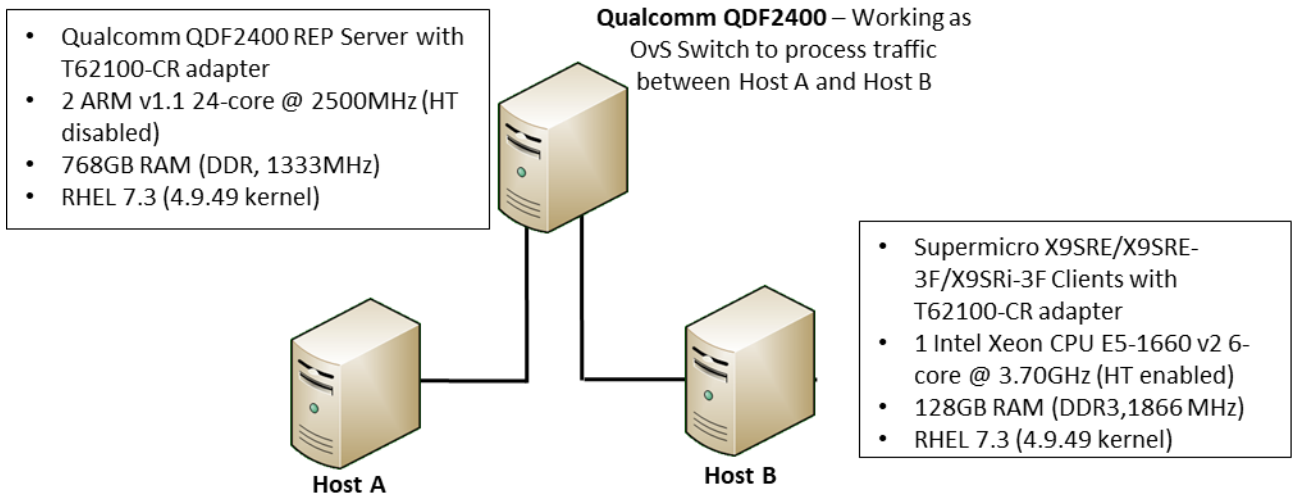 Qualcomm QDF2400 – Working as
OvS Switch to process traffic
between Host A and Host B
• Qualcomm QDF2400 REP Server with
T62100-CR adapter
• 2 ARM v1.1 24-core @ 2500MHz (HT
disabled)
• 768GB RAM (DDR, 1333MHz)
• RHEL 7.3 (4.9.49 kernel)
• Supermicro X9SRE/X9SRE-
3F/X9SRi-3F Clients with
T62100-CR adapter
• 1 Intel Xeon CPU E5-1660 v2 6-
core @ 3.70GHz (HT enabled)
• 128GB RAM (DDR3,1866 MHz)
• RHEL 7.3 (4.9.49 kernel)
Host A
Host B